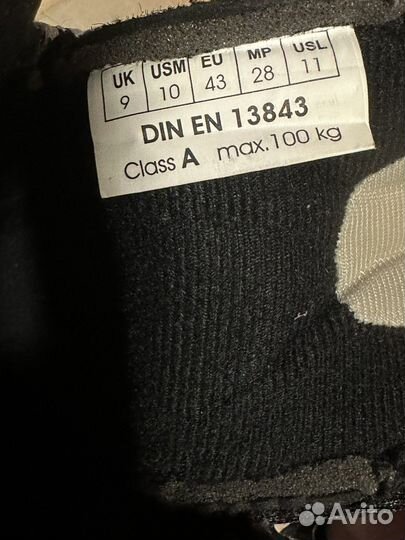 UK USM EU MP USL
9 10 43 28 11
DIN EN 13843
Class A max.100 kg
Avito